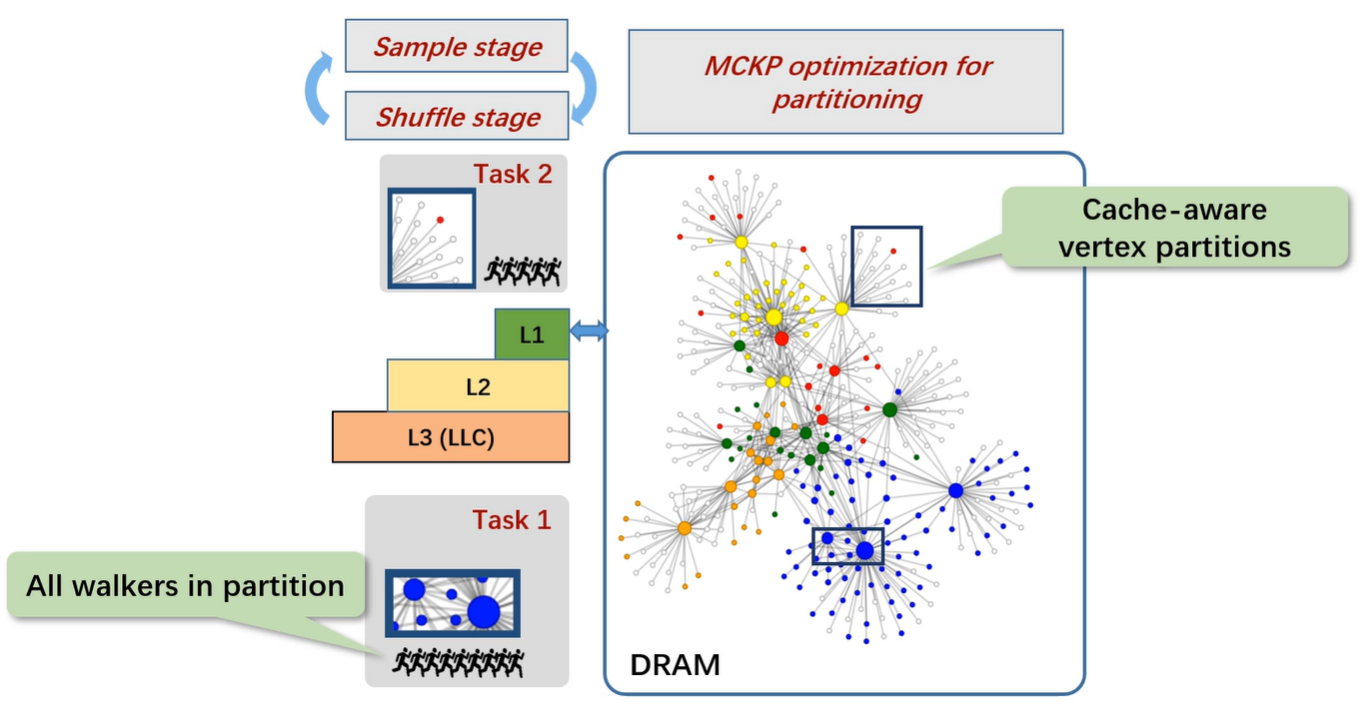 Sample stage
Shuffle stage
MCKP optimization for
partitioning
Task 2
Cache-aware
vertex partitions
L1
L2
L3 (LLC)
Task 1
All walkers in partition
DRAM